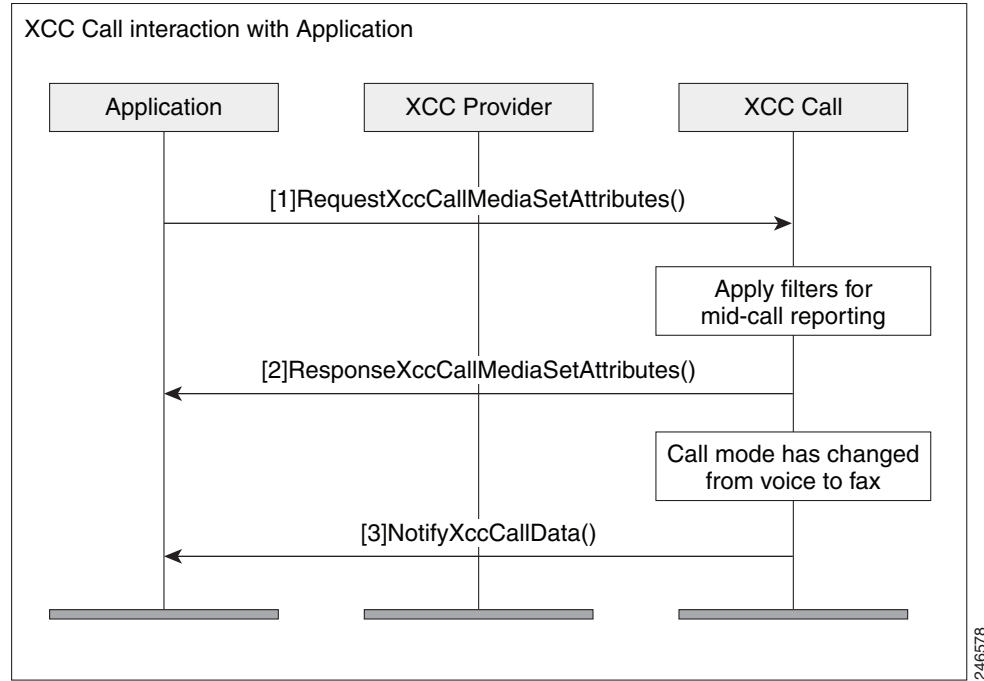 XCC Call interaction with Application
Application
XCC Provider
XCC Call
[1]RequestXccCallMediaSetAttributes()
Apply filters for
mid-call reporting
[2]ResponseXccCallMediaSetAttributes()
Call mode has changed
from voice to fax
[3]NotifyXccCallData()
246578